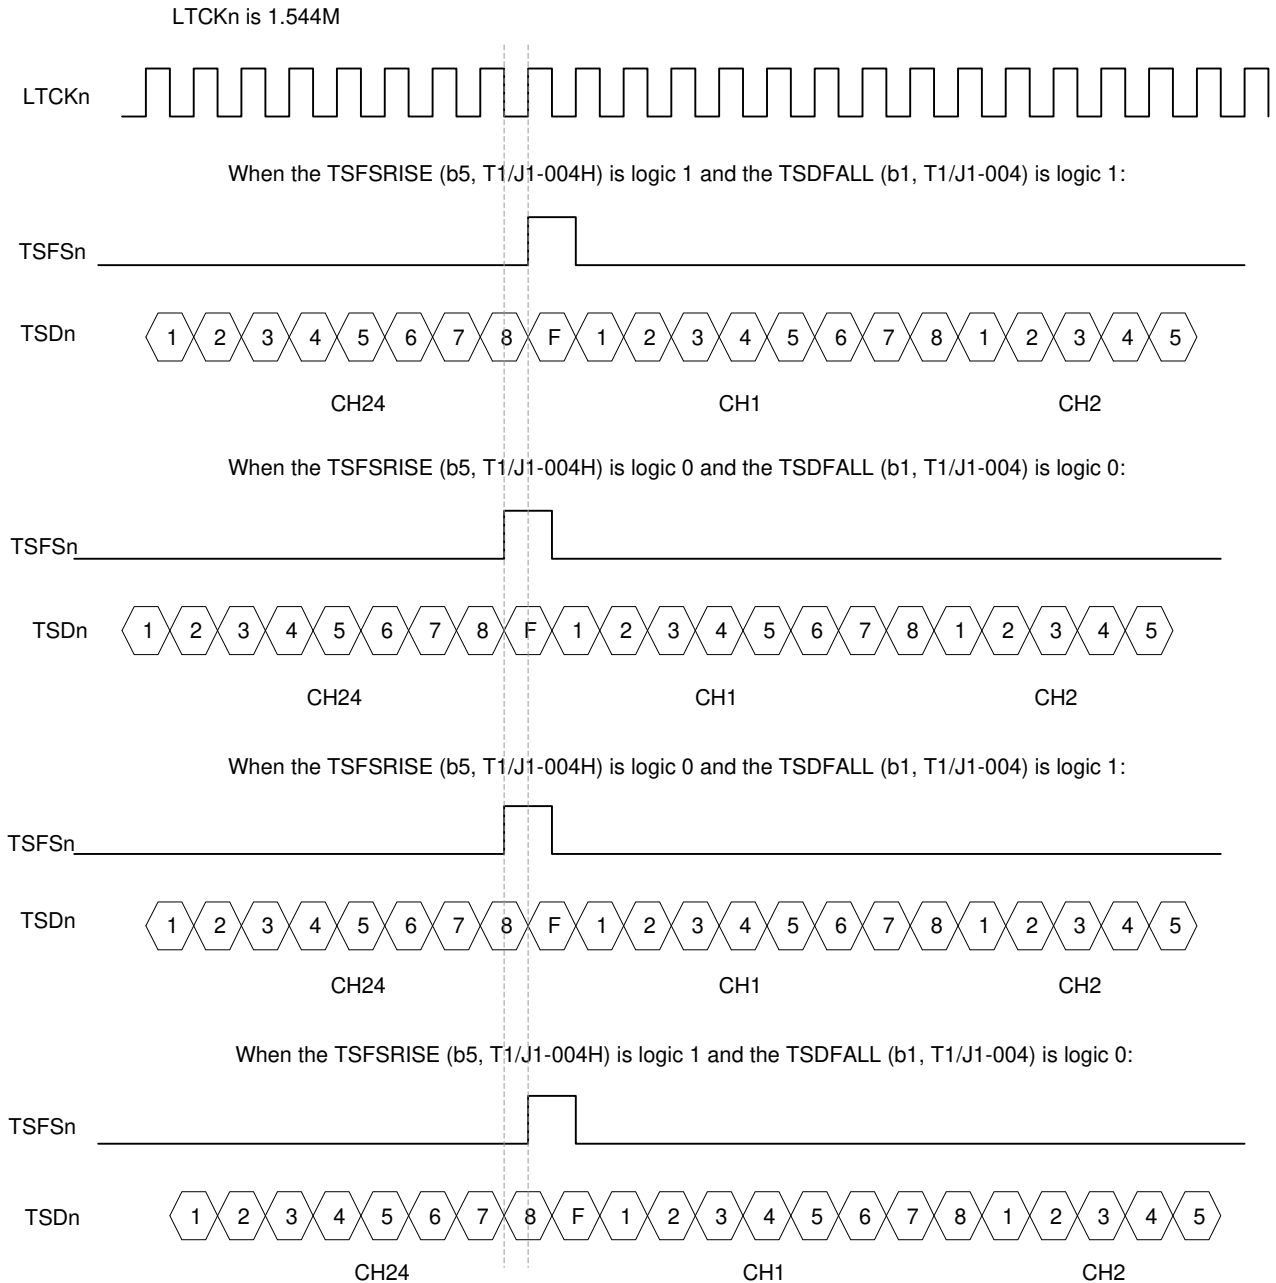 LTCKn is 1.544M
LTCKn
When the TSFSRISE (b5, T1/J1-004H) is logic 1 and the TSDFALL (b1, T1/J1-004) is logic 1:
TSFSn
TSDn 1 2 3 4 5 6 7 8 F 1 2 3 4 5 6 7 8 1 2 3 4 5
CH24 CH1 CH2
When the TSFSRISE (b5, T1/J1-004H) is logic 0 and the TSDFALL (b1, T1/J1-004) is logic 0:
TSFSn
TSDn 1 2 3 4 5 6 7 8 F 1 2 3 4 5 6 7 8 1 2 3 4 5
CH24 CH1 CH2
When the TSFSRISE (b5, T1/J1-004H) is logic 0 and the TSDFALL (b1, T1/J1-004) is logic 1:
TSFSn
TSDn 1 2 3 4 5 6 7 8 F 1 2 3 4 5 6 7 8 1 2 3 4 5
CH24 CH1 CH2
When the TSFSRISE (b5, T1/J1-004H) is logic 1 and the TSDFALL (b1, T1/J1-004) is logic 0:
TSFSn
TSDn 1 2 3 4 5 6 7 8 F 1 2 3 4 5 6 7 8 1 2 3 4 5
CH24 CH1 CH2